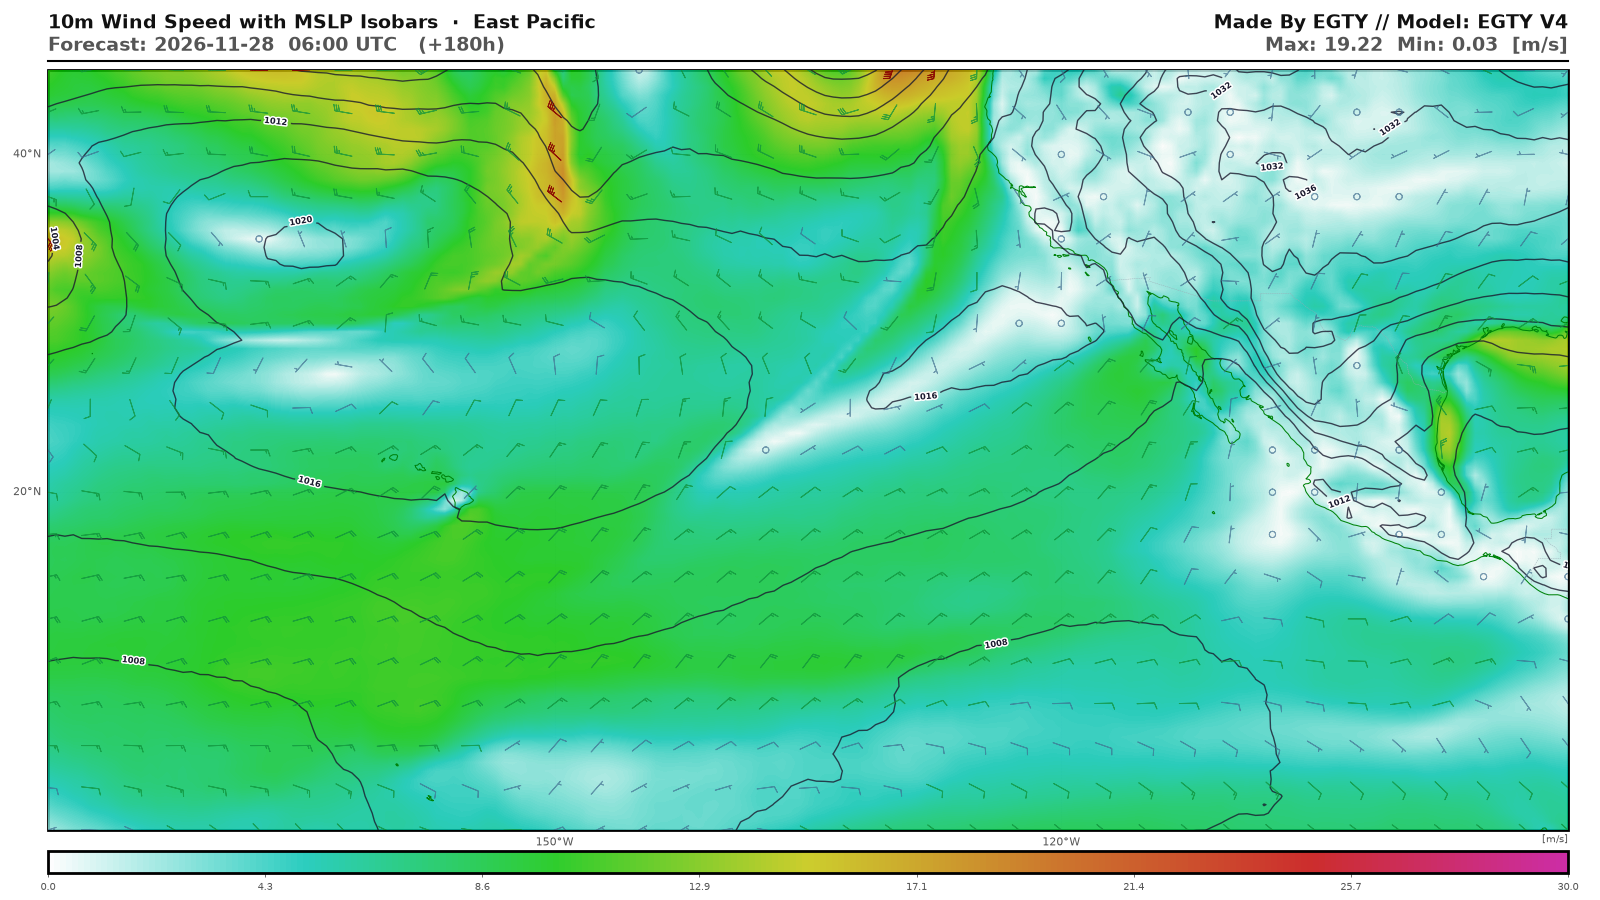 10m Wind Speed with MSLP Isobars · East Pacific
Made By EGTY // Model: EGTY V4
Forecast: 2026-11-28 06:00 UTC (+180h)
Max: 19.22 Min: 0.03 [m/s]
1032
1012
1032
40°N
1032
1036
1020
1004
1008
1016
1016
20°N
1012
1008
1008
150°W
120°W
[m/s]
0.0
4.3
8.6
12.9
17.1
21.4
25.7
30.0